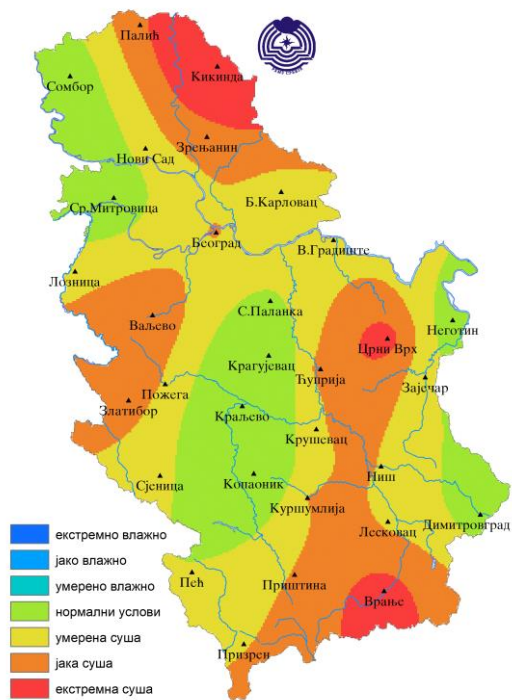 Палић
Кикинда
Сомбор
Зрењанин
Нови Сад
Ср.Митровица
Б.Карловац
Београд
В.Градиште
Лозница
С.Паланка
Ваљево
Неготин
Црни Врх
Крагујевац
Ћуприја
Зајечар
Пожега
Златибор
Краљево
Крушевац
Сјеница
Копаоник
Ниш
Куршумлија
Лесковац
Димитровград
Пећ
Приштина
Врање
Призрен
екстремно влажно
јако влажно
умерено влажно
нормални услови
умерена суша
јака суша
екстремна суша